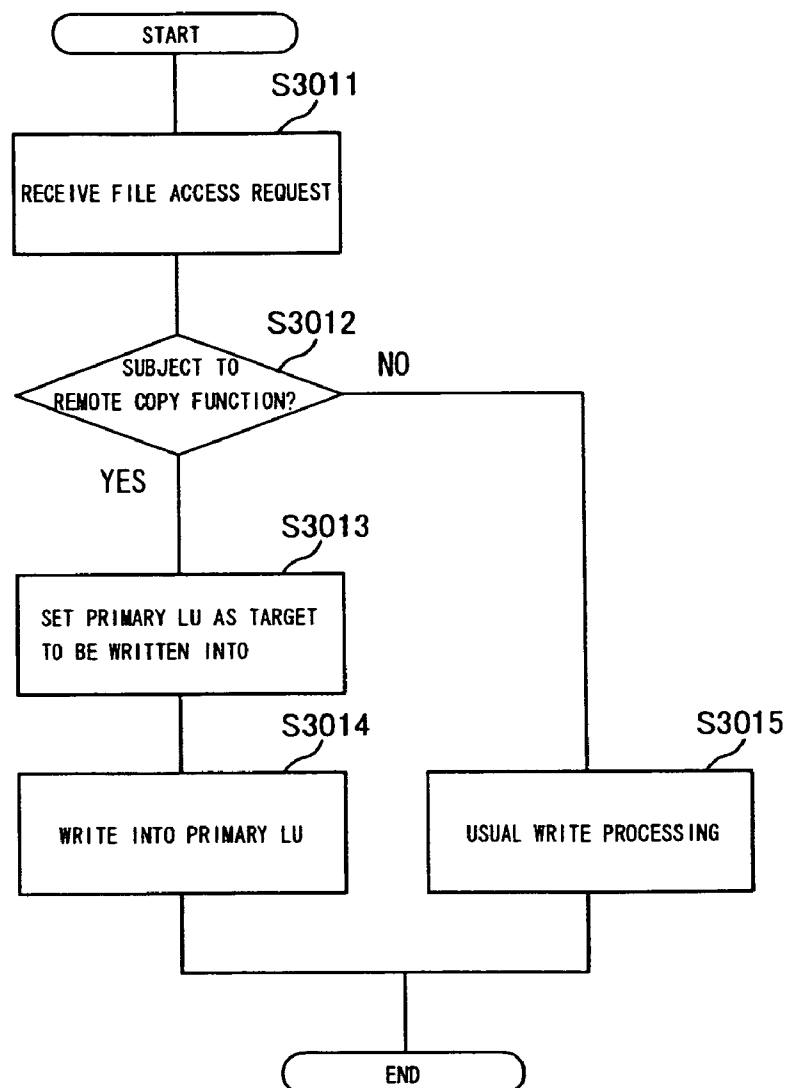 START
S3011
RECEIVE FILE ACCESS REQUEST
S3012
SUBJECT TO
REMOTE COPY FUNCTION?
NO
YES
S3013
SET PRIMARY LU AS TARGET
TO BE WRITTEN INTO
S3014
WRITE INTO PRIMARY LU
S3015
USUAL WRITE PROCESSING
END